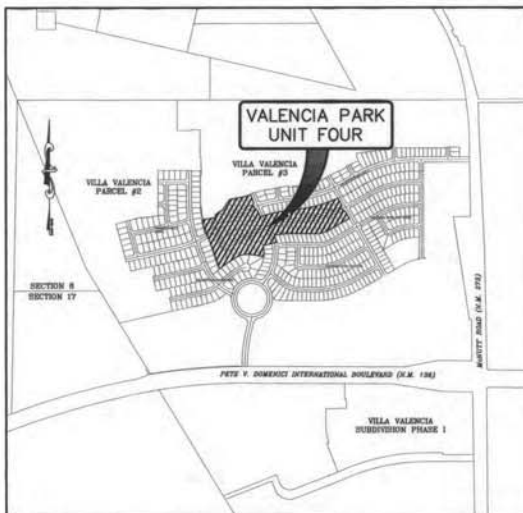 VALENCIA PARK
UNIT FOUR
VILLA VALENCIA
PARCEL #3
VILLA VALENCIA
PARCEL #2
SECTION 8
SECTION 17
McNUTT ROAD (N.M. 273)
PETE V. DOMENICI INTERNATIONAL BOULEVARD (N.M. 136)
VILLA VALENCIA
SUBDIVISION PHASE 1